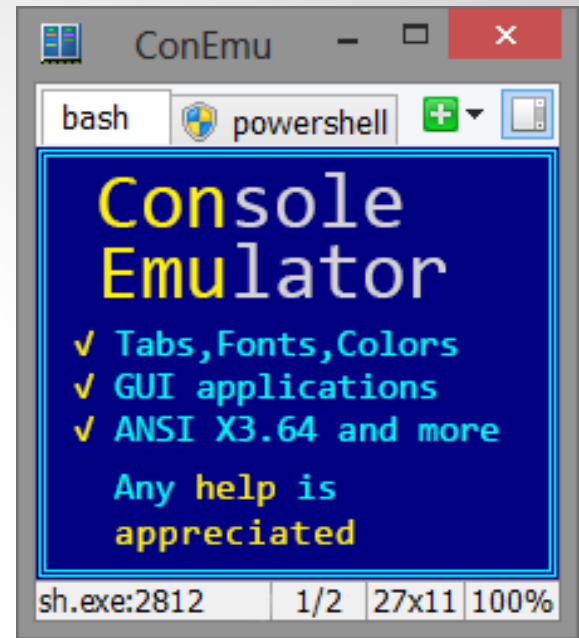 ConEmu
bash powershell
Console
Emulator
√ Tabs,Fonts,Colors
√ GUI applications
√ ANSI X3.64 and more
Any help is
appreciated
sh.exe:2812 1/2 27x11 100%